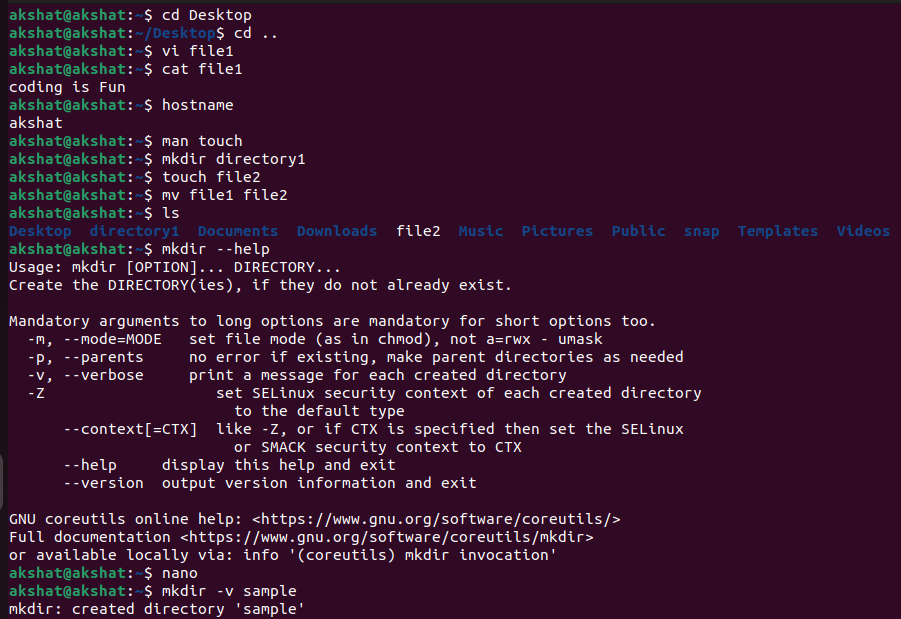 akshat@akshat:~$ cd Desktop
akshat@akshat:~/Desktop$ cd ..
akshat@akshat:~$ vi file1
akshat@akshat:~$ cat file1
coding is Fun
akshat@akshat:~$ hostname
akshat
akshat@akshat:~$ man touch
akshat@akshat:~$ mkdir directory1
akshat@akshat:~$ touch file2
akshat@akshat:~$ mv file1 file2
akshat@akshat:~$ ls
Desktop  directory1  Documents  Downloads  file2  Music  Pictures  Public  snap  Templates  Videos
akshat@akshat:~$ mkdir --help
Usage: mkdir [OPTION]... DIRECTORY...
Create the DIRECTORY(ies), if they do not already exist.

Mandatory arguments to long options are mandatory for short options too.
  -m, --mode=MODE   set file mode (as in chmod), not a=rwx - umask
  -p, --parents     no error if existing, make parent directories as needed
  -v, --verbose     print a message for each created directory
  -Z                   set SELinux security context of each created directory
                         to the default type
      --context[=CTX]  like -Z, or if CTX is specified then set the SELinux
                         or SMACK security context to CTX
      --help     display this help and exit
      --version  output version information and exit

GNU coreutils online help: <https://www.gnu.org/software/coreutils/>
Full documentation <https://www.gnu.org/software/coreutils/mkdir>
or available locally via: info '(coreutils) mkdir invocation'
akshat@akshat:~$ nano
akshat@akshat:~$ mkdir -v sample
mkdir: created directory 'sample'